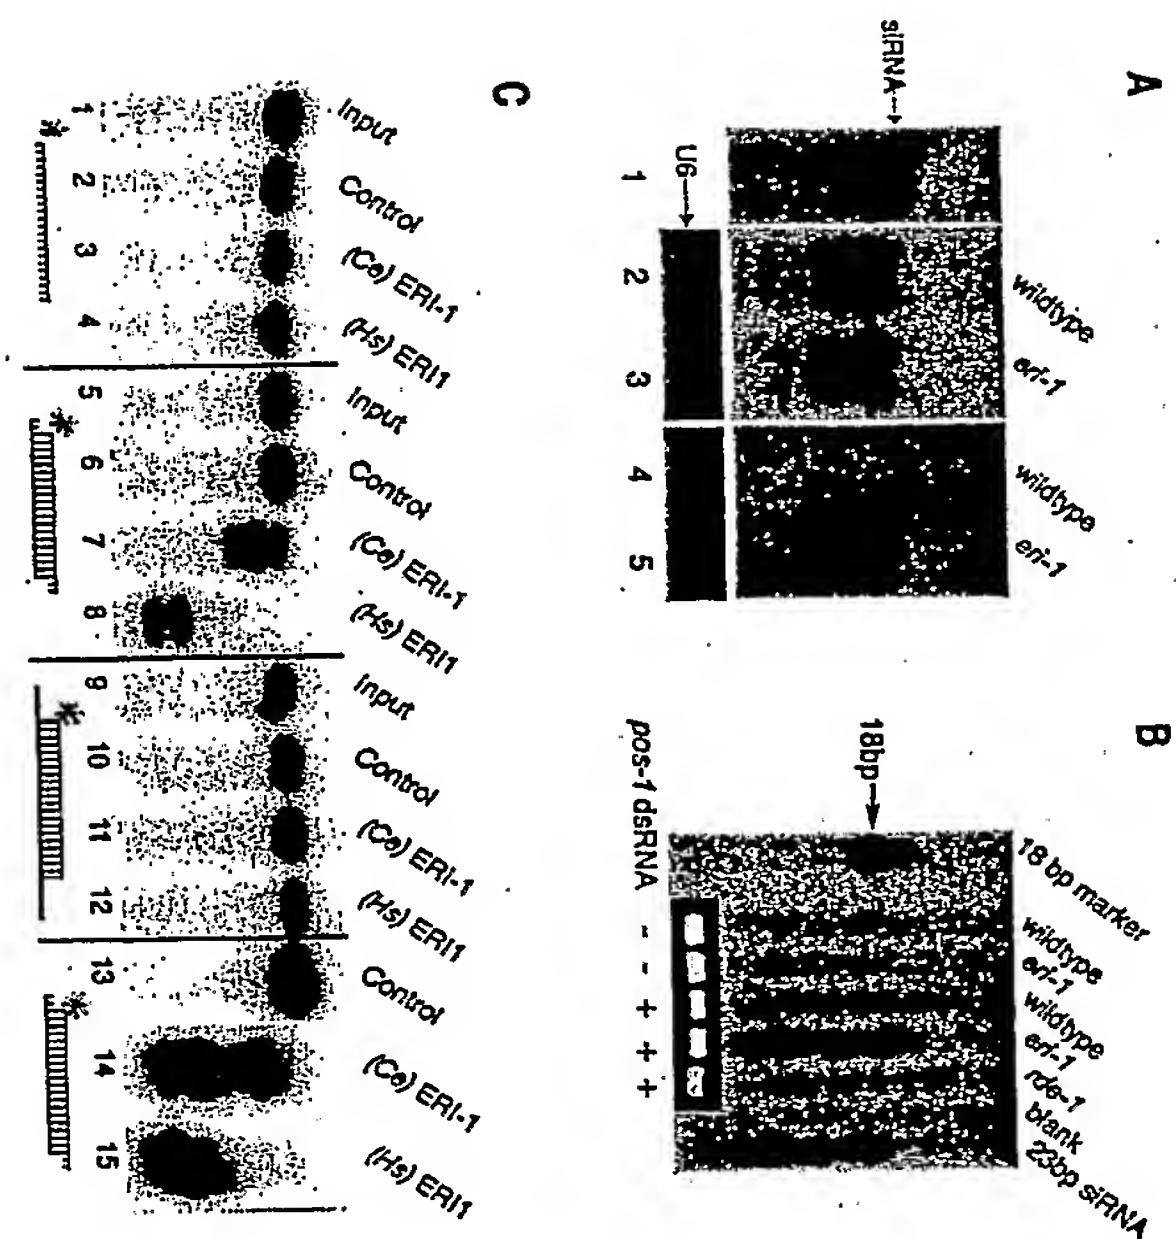 A
siRNA
U6
wildtype
eri-1
wildtype
eri-1
1
2
3
4
5
B
18bp
pos-1 dsRNA
18 bp marker
wildtype
eri-1
wildtype
eri-1
rde-1
blank
23bp siRNA
- - + + +
C
Input
Control
(Ce) ERI-1
(Hs) ERI1
Input
Control
(Ce) ERI-1
(Hs) ERI1
Input
Control
(Ce) ERI-1
(Hs) ERI1
Control
(Ce) ERI-1
(Hs) ERI1
1
2
3
4
5
6
7
8
9
10
11
12
13
14
15